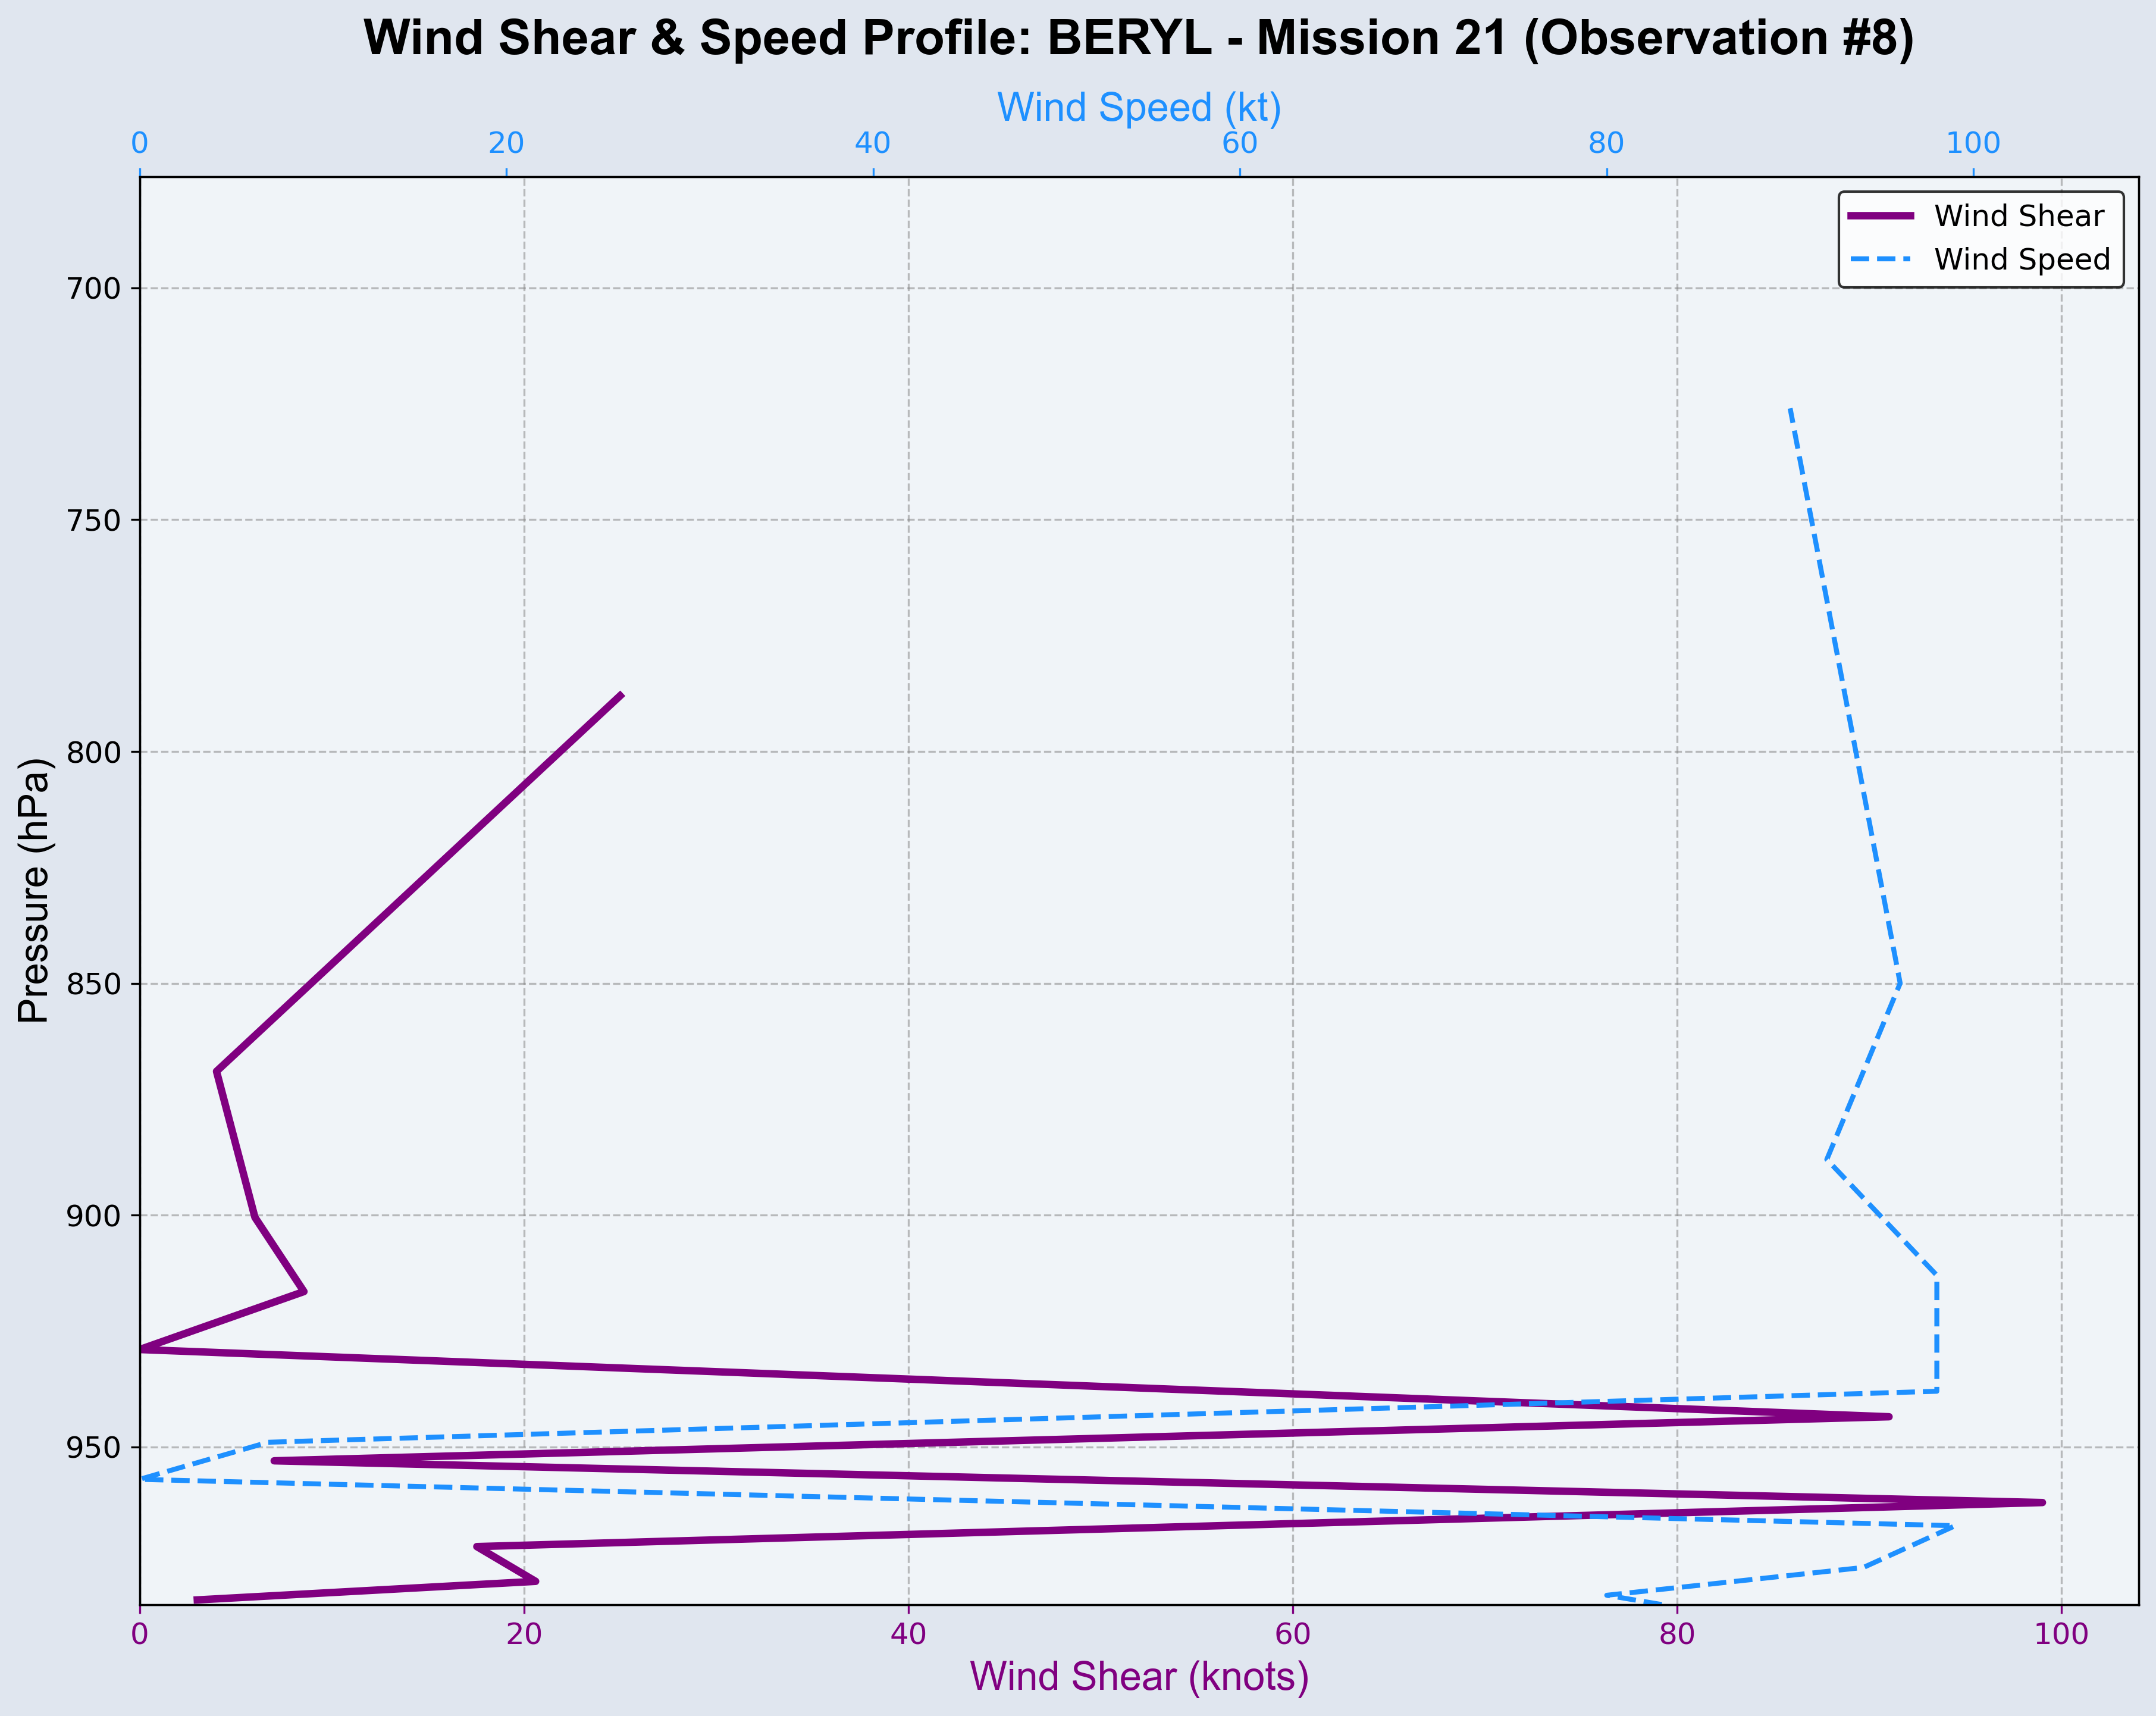 Wind Shear & Speed Profile: BERYL - Mission 21 (Observation #8)
Wind Speed (kt)
0 20 40 60 80 100
Wind Shear
Wind Speed
700
750
800
850
900
950
Pressure (hPa)
0 20 40 60 80 100
Wind Shear (knots)